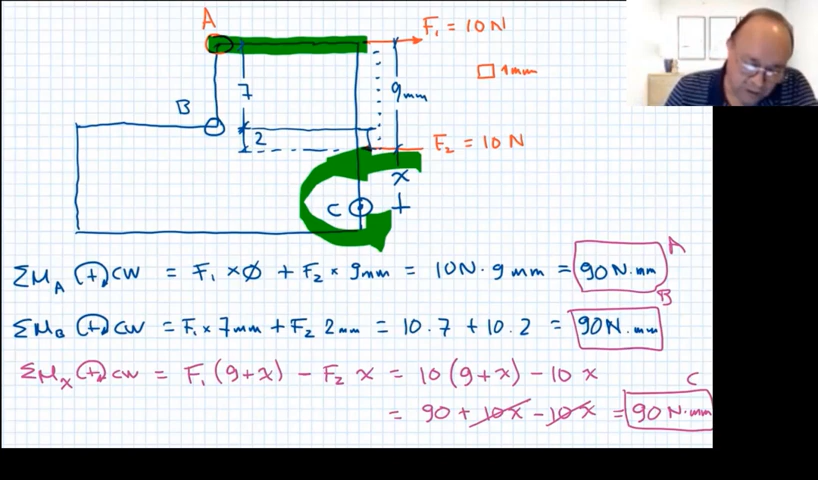 A
F₁ = 10N
□ 1mm
7
9mm
B
2
F₂ = 10 N
x
C
ΣM_A (+) CW = F₁ × ∅ + F₂ × 9mm = 10N · 9mm = 90 N.mm A
ΣM_B (+) CW = F₁ × 7mm + F₂ 2mm = 10.7 + 10.2 = 90N.mm B
ΣM_x (+) CW = F₁ (9+x) - F₂ x = 10 (9+x) - 10 x
= 90 + 10x - 10x = 90 N.mm C